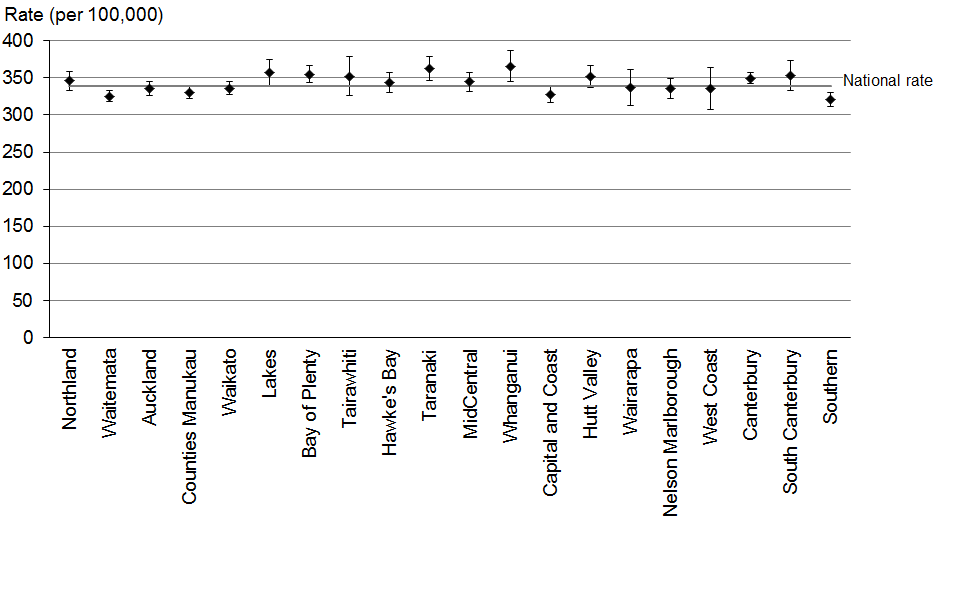 Rate (per 100,000)
400
350
300
250
200
150
100
50
0
National rate
Northland
Waitemata
Auckland
Counties Manukau
Waikato
Lakes
Bay of Plenty
Tairawhiti
Hawke's Bay
Taranaki
MidCentral
Whanganui
Capital and Coast
Hutt Valley
Wairarapa
Nelson Marlborough
West Coast
Canterbury
South Canterbury
Southern